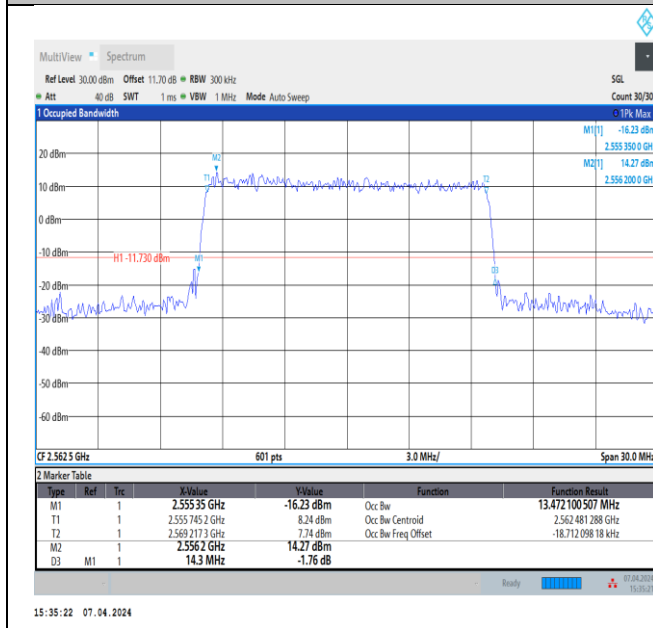 MultiView Spectrum
Ref Level 30.00 dBm Offset 11.70 dB RBW 300 kHz SGL
Att 40 dB SWT 1 ms VBW 1 MHz Mode Auto Sweep Count 30/30
1 Occupied Bandwidth 1Pk Max
M1[1] -16.23 dBm
2.555 350 0 GH
M2[1] 14.27 dBm
2.556 200 0 GH
20 dBm
M2
T1
T2
10 dBm
0 dBm
-10 dBm
H1 -11.730 dBm
M1
D3
-20 dBm
-30 dBm
-40 dBm
-50 dBm
-60 dBm
CF 2.562 5 GHz 601 pts 3.0 MHz/ Span 30.0 MHz
2 Marker Table
Type Ref Trc X-Value Y-Value Function Function Result
M1 1 2.555 35 GHz -16.23 dBm Occ Bw 13.472 100 507 MHz
T1 1 2.555 745 2 GHz 8.24 dBm Occ Bw Centroid 2.562 481 288 GHz
T2 1 2.569 217 3 GHz 7.74 dBm Occ Bw Freq Offset -18.712 098 18 kHz
M2 1 2.556 2 GHz 14.27 dBm
D3 M1 1 14.3 MHz -1.76 dB
Ready 07.04.2024
15:35:21
15:35:22 07.04.2024